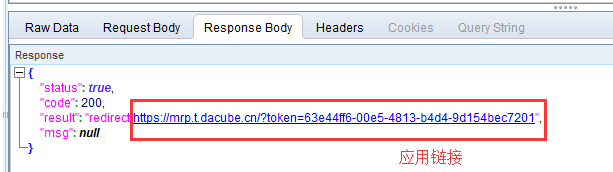 Raw Data Request Body Response Body Headers Cookies Query String
Response
{
"status": true,
"code": 200,
"result": "redirect:https://mrp.t.dacube.cn/?token=63e44ff6-00e5-4813-b4d4-9d154bec7201",
"msg": null
}
应用链接